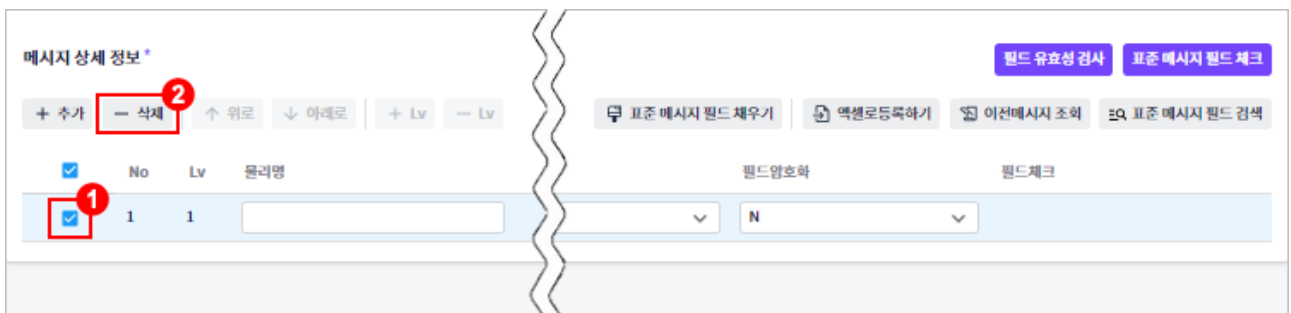 메시지 상세 정보 *
필드 유효성 검사 표준 메시지 필드 체크
2
+ 추가 — 삭제 ↑ 위로 ↓ 아래로 + Lv — Lv 표준 메시지 필드 채우기 엑셀로등록하기 이전메시지 조회 표준 메시지 필드 검색
No Lv 물리명 필드암호화 필드체크
1
1 1 N